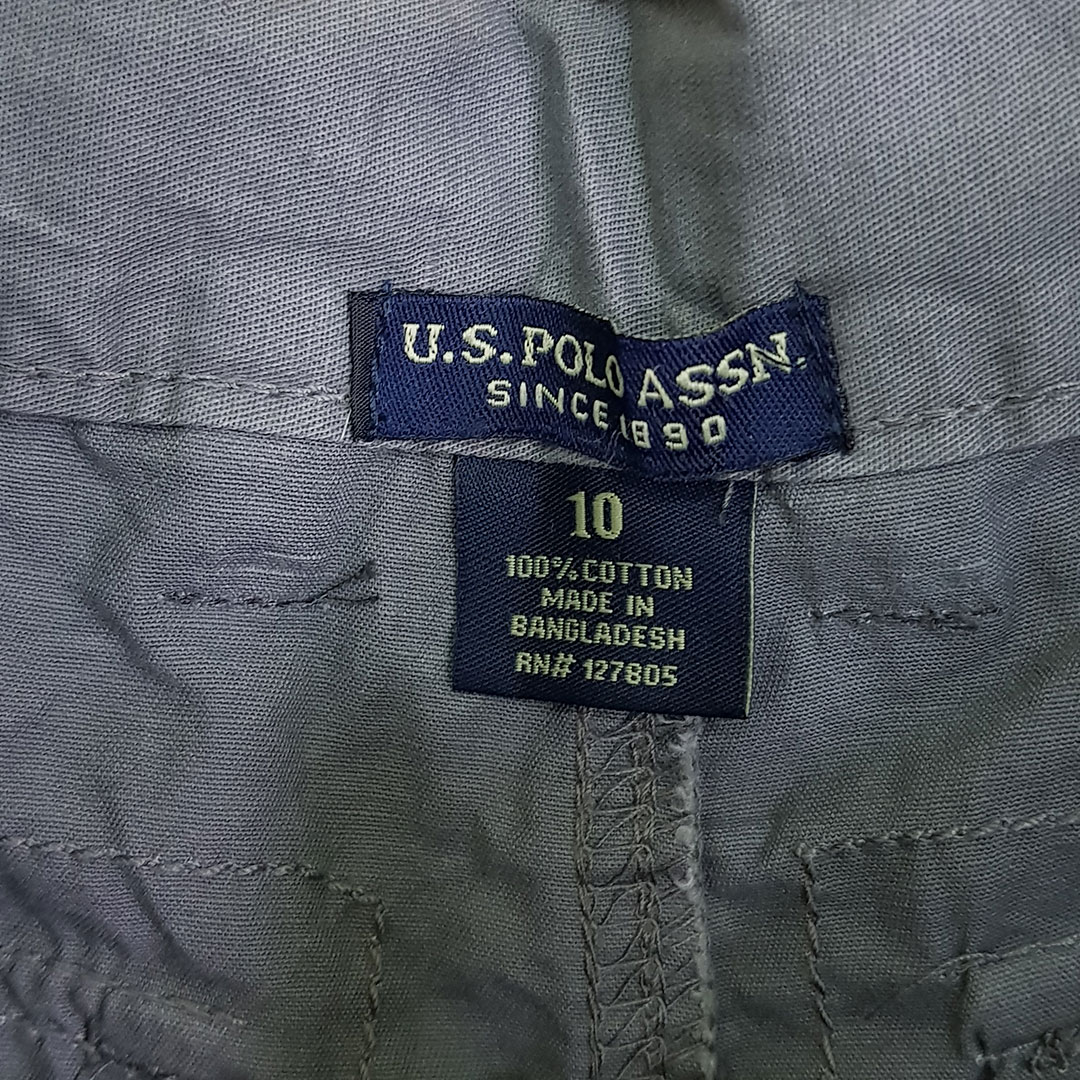 U.S. POLO ASSN.
SINCE 1890
10
100% COTTON
MADE IN
BANGLADESH
RN# 127805